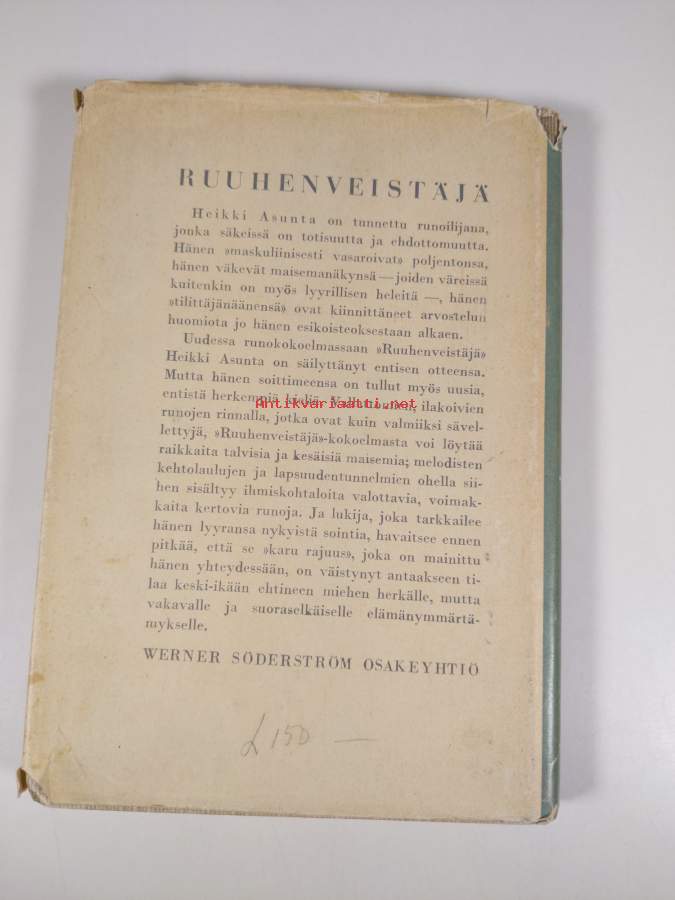 RUUHENVEISTÄJÄ
Heikki Asunta on tunnettu runoilijana,
jonka säkeissä on totisuutta ja ehdottomuutta.
Hänen »maskuliinisesti vasaroivat» poljentonsa,
hänen väkevät maisemanäkynsä — joiden väreissä
kuitenkin on myös lyyrillisen heleitä —, hänen
»tilittäjänäänensä» ovat kiinnittäneet arvostelun
huomiota jo hänen esikoisteoksestaan alkaen.
Uudessa runokokoelmassaan »Ruuhenveistäjä»
Heikki Asunta on säilyttänyt entisen otteensa.
Mutta hänen soittimeensa on tullut myös uusia,
entistä herkempiä kieliä. ilakoivien
Antikvariaatti.net
runojen rinnalla, jotka ovat kuin valmiiksi sävel-
lettyjä, »Ruuhenveistäjä»-kokoelmasta voi löytää
raikkaita talvisia ja kesäisiä maisemia; melodisten
kehtolaulujen ja lapsuudentunnelmien ohella sii-
hen sisältyy ihmiskohtaloita valottavia, voimak-
kaita kertovia runoja. Ja lukija, joka tarkkailee
hänen lyyransa nykyistä sointia, havaitsee ennen
pitkää, että se »karu rajuus», joka on mainittu
hänen yhteydessään, on väistynyt antaakseen ti-
laa keski-ikään ehtineen miehen herkälle, mutta
vakavalle ja suoraselkäiselle elämänymmärtä-
mykselle.
WERNER SÖDERSTRÖM OSAKEYHTIÖ
150 —